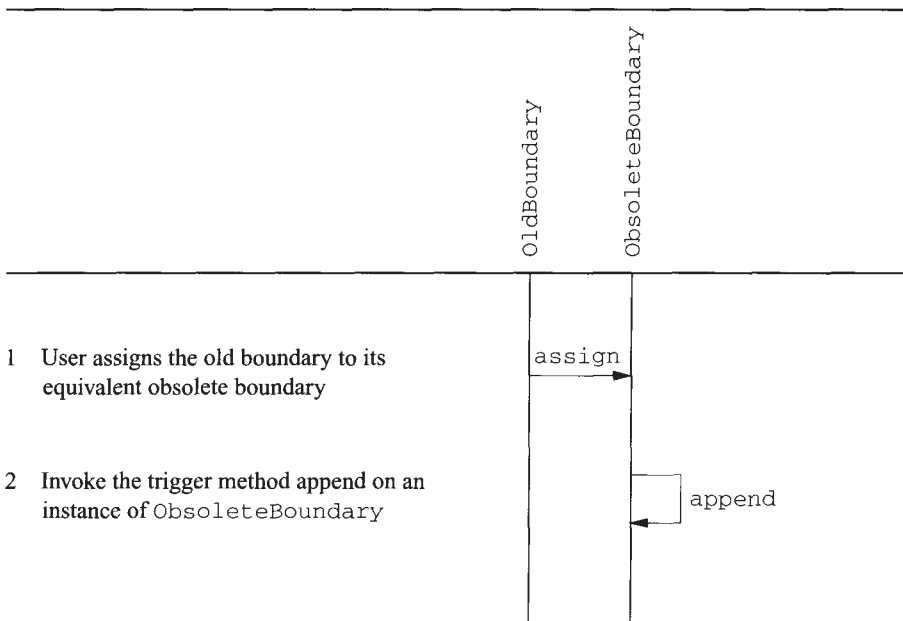 OldBoundary
ObsoleteBoundary
1 User assigns the old boundary to its
equivalent obsolete boundary
assign
2 Invoke the trigger method append on an
instance of ObsoleteBoundary
append